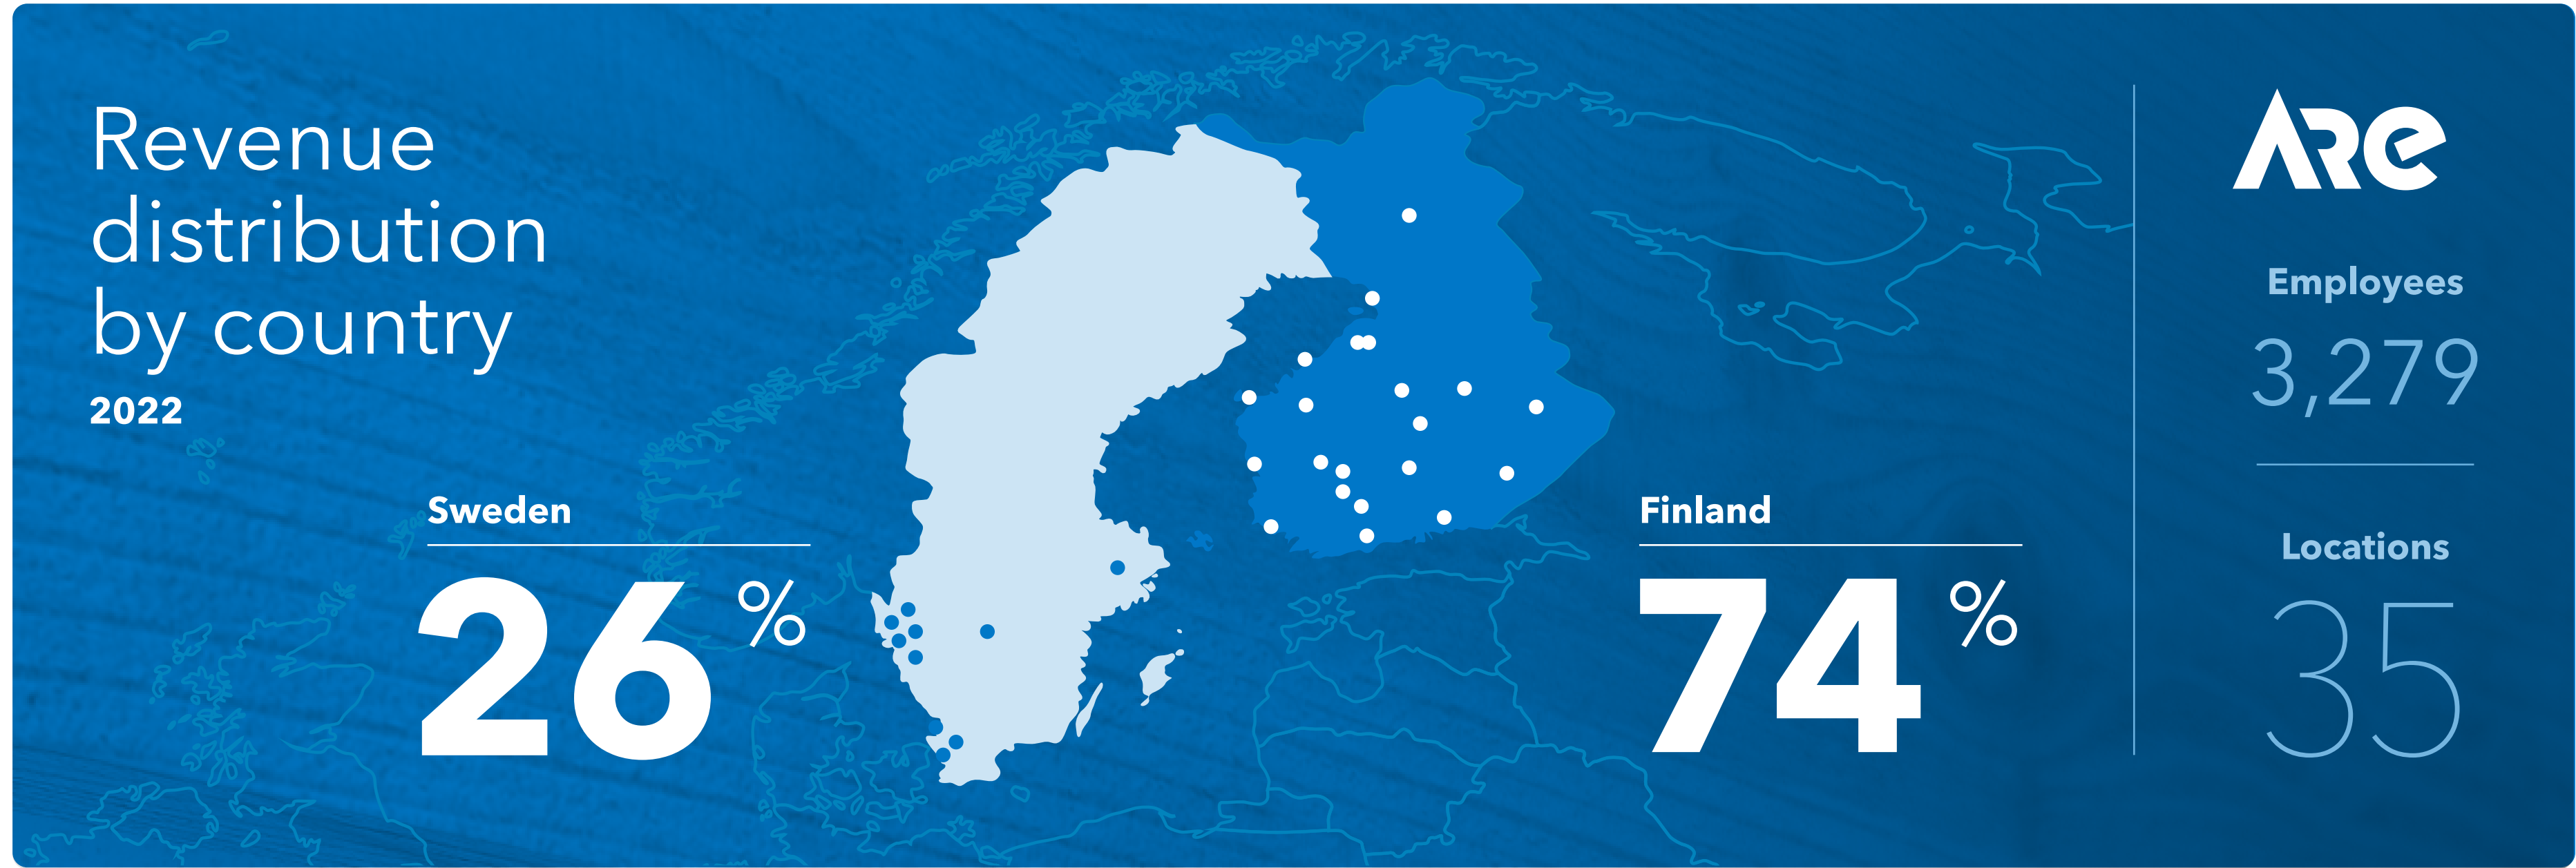 Revenue
distribution
by country
2022
Sweden
26 %
Finland
74 %
ARe
Employees
3,279
Locations
35